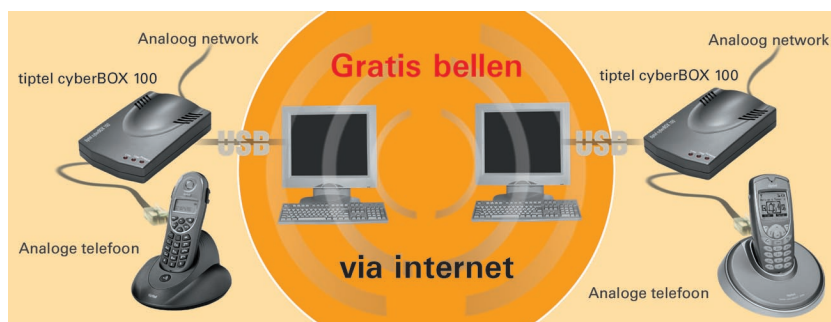 Analoog network
tiptel cyberBOX 100
USB
Analoge telefoon
Gratis bellen
via internet
Analoog network
tiptel cyberBOX 100
USB
Analoge telefoon